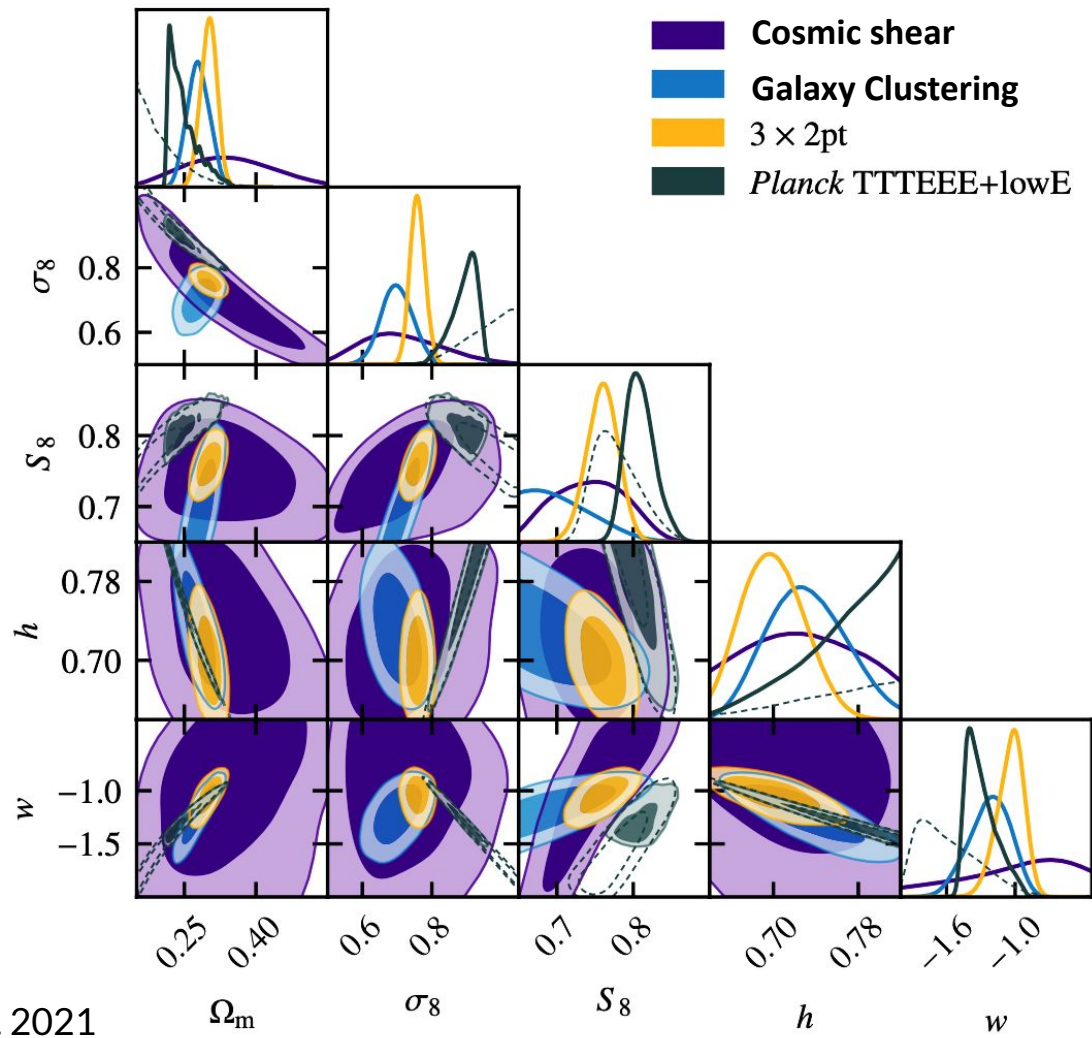 Cosmic shear
Galaxy Clustering
3 × 2pt
Planck TTTEEE+lowE
σ8
0.8
0.6
S8
0.8
0.7
h
0.78
0.70
w
−1.0
−1.5
0.25 0.40 0.6 0.8 0.7 0.8 0.70 0.78 −1.6 −1.0
Ωm σ8 S8 h w
. 2021